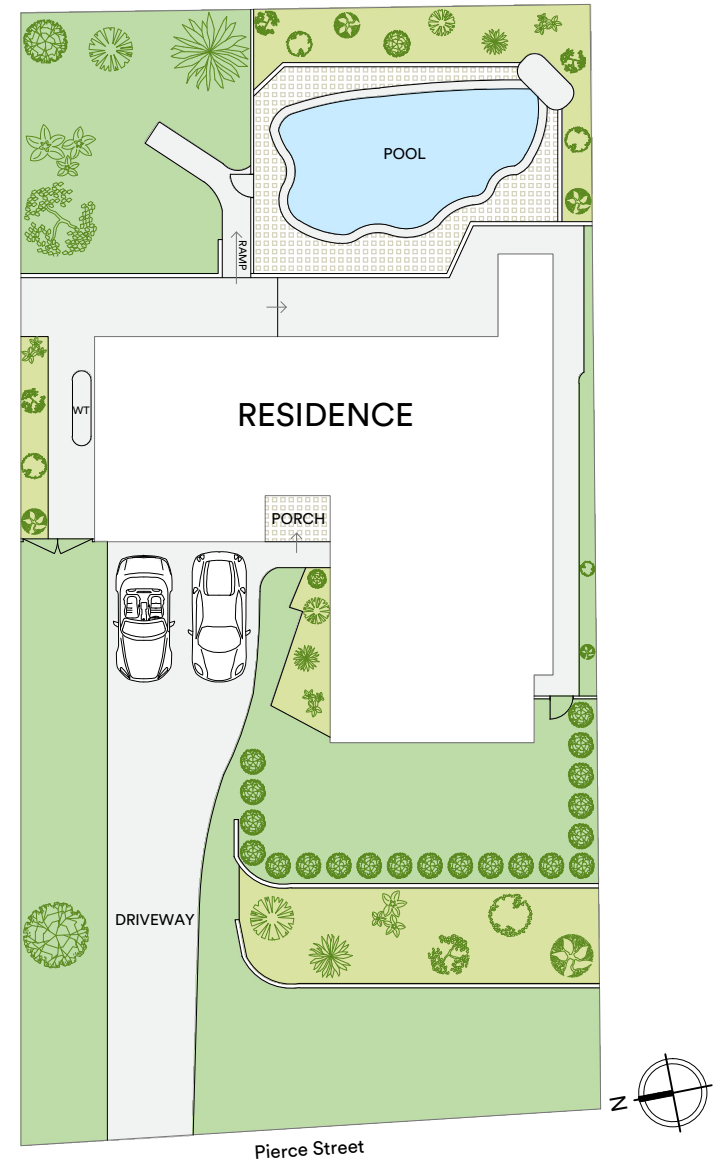 POOL
RAMP
WT
RESIDENCE
PORCH
DRIVEWAY
N
Pierce Street